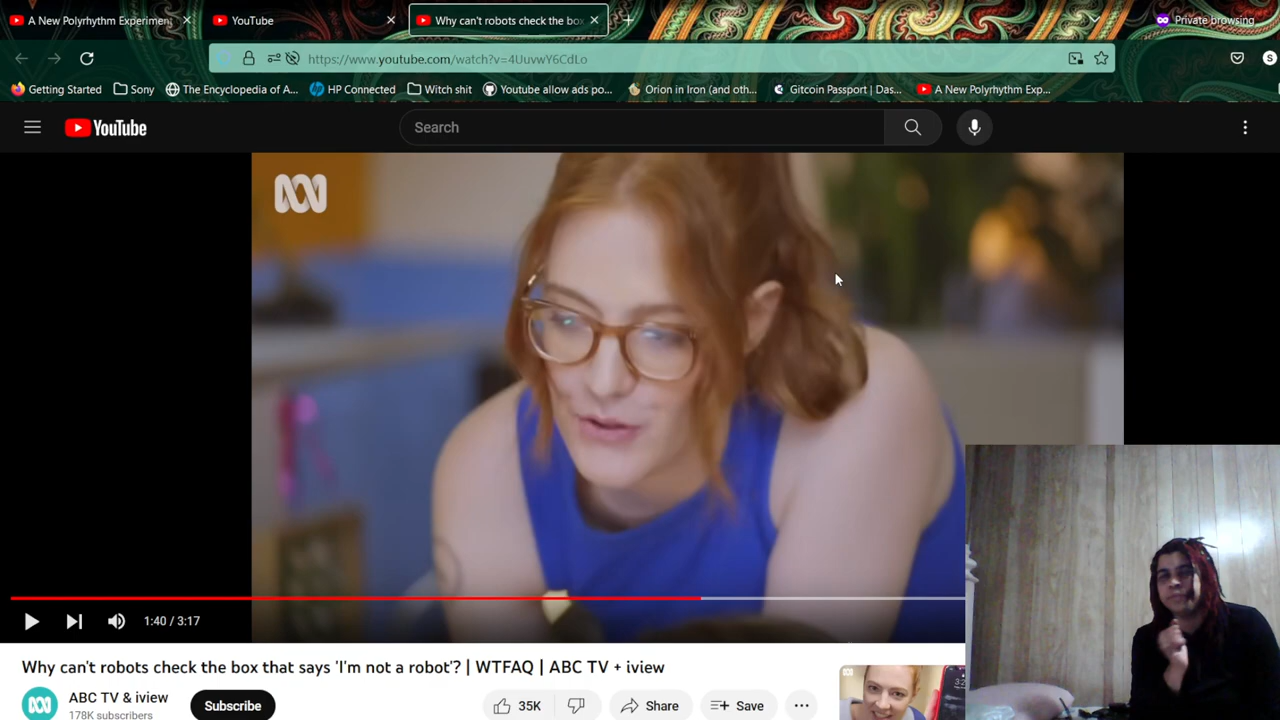 A New Polyrhythm Experimen
YouTube
Why can't robots check the box
Private browsing
https://www.youtube.com/watch?v=4UuvwY6CdLo
S
Getting Started
Sony
The Encyclopedia of A...
HP Connected
Witch shit
Youtube allow ads po...
Orion in Iron (and oth...
Gitcoin Passport | Das...
A New Polyrhythm Exp...
YouTube
Search
1:40 / 3:17
Why can't robots check the box that says 'I'm not a robot'? | WTFAQ | ABC TV + iview
ABC TV & iview
178K subscribers
Subscribe
35K
Share
Save